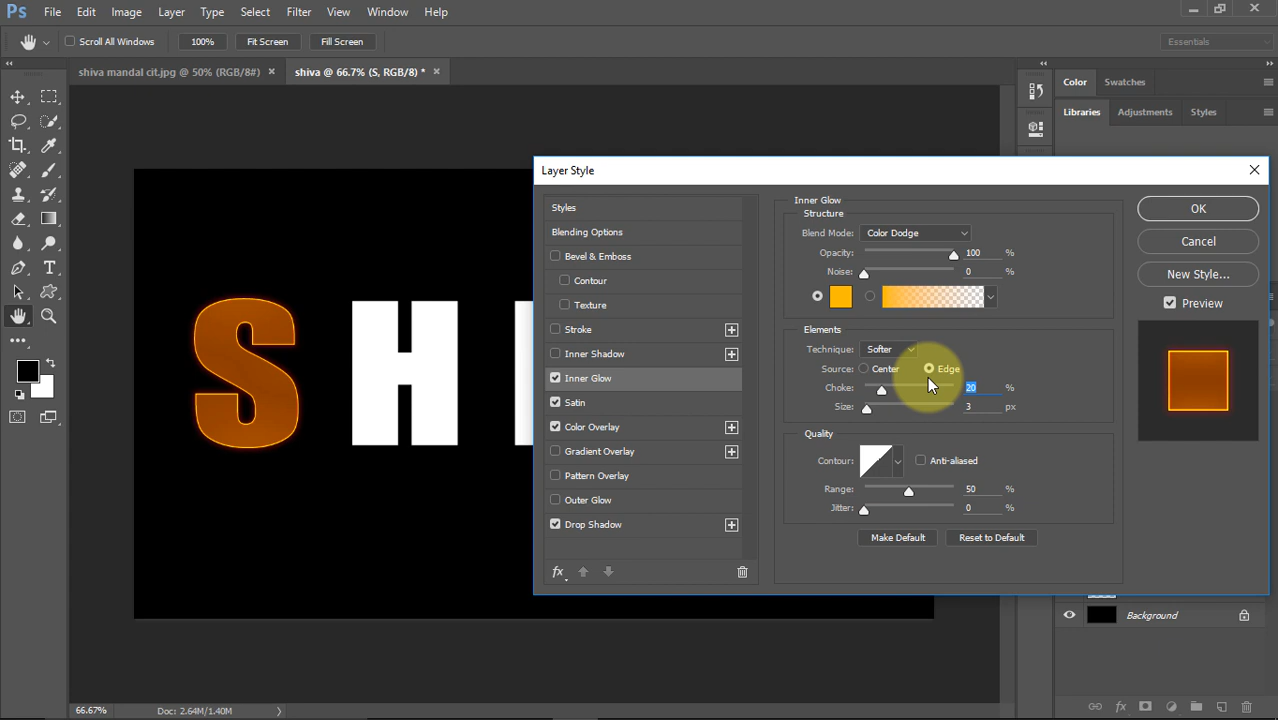 Ps File Edit Image Layer Type Select Filter 3D View Window Help
Scroll All Windows 100% Fit Screen Fill Screen Essentials
shiva mandal cit.jpg @ 50% (RGB/8#) × shiva @ 66.7% (S, RGB/8) * ×
Color Swatches
Libraries Adjustments Styles
S H
Layer Style
Styles
Blending Options
Bevel & Emboss
Contour
Texture
Stroke
Inner Shadow
Inner Glow
Satin
Color Overlay
Gradient Overlay
Pattern Overlay
Outer Glow
Drop Shadow
fx
Inner Glow
Structure
Blend Mode: Color Dodge
Opacity: 100 %
Noise: 0 %
Elements
Technique: Softer
Source: Center Edge
Choke: 20 %
Size: 3 px
Quality
Contour: Anti-aliased
Range: 50 %
Jitter: 0 %
Make Default Reset to Default
OK
Cancel
New Style...
Preview
Background
66.67% Doc: 2.64M/1.40M
fx